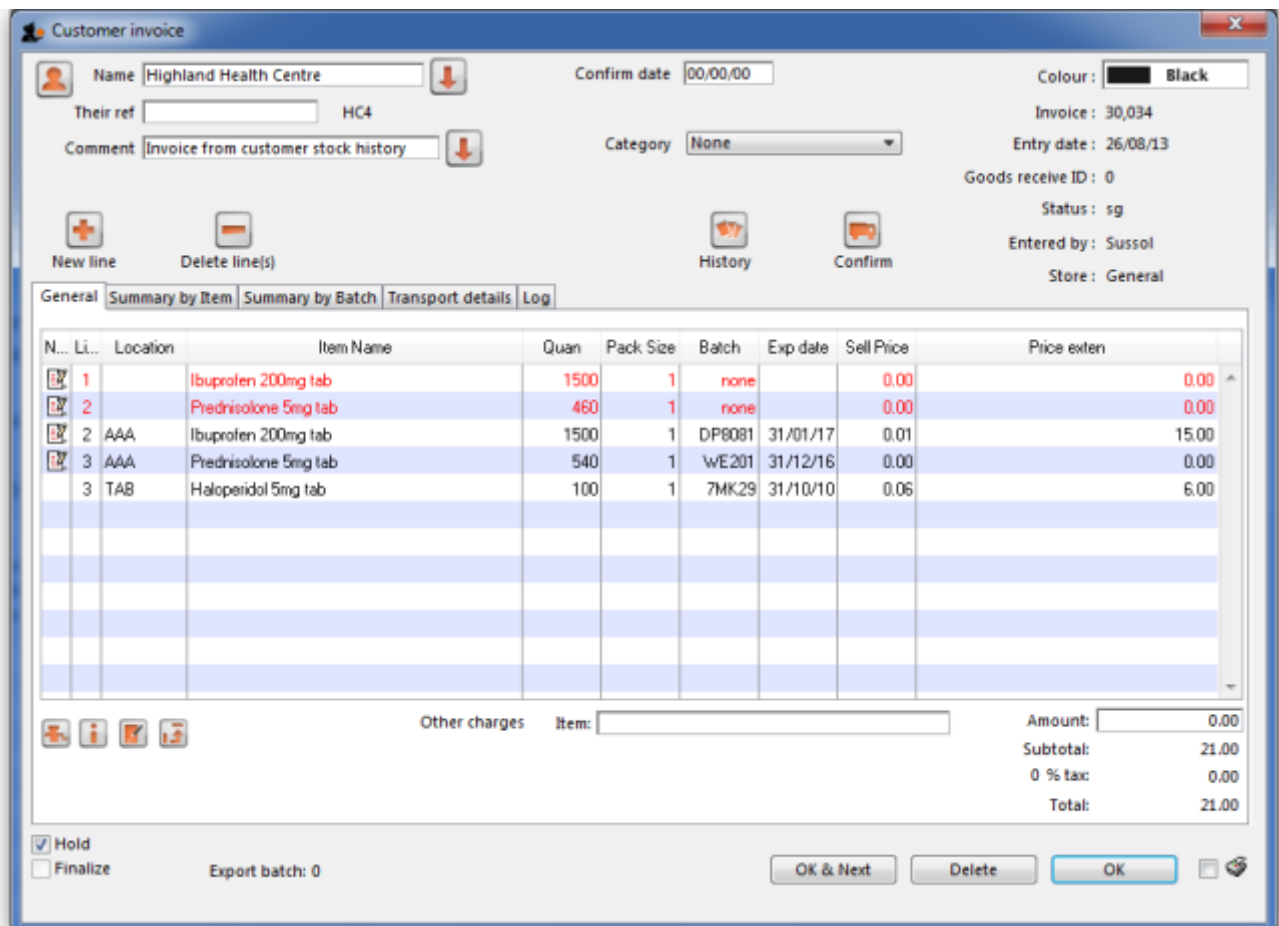 Customer invoice
Name Highland Health Centre Confirm date 00/00/00 Colour : Black
Their ref HC4 Invoice : 30,034
Comment Invoice from customer stock history Category None Entry date : 26/08/13
Goods receive ID : 0
Status : sg
New line Delete line(s) History Confirm Entered by : Sussol
Store : General
General Summary by Item Summary by Batch Transport details Log
N... Li... Location Item Name Quan Pack Size Batch Exp date Sell Price Price exten
1 Ibuprofen 200mg tab 1500 1 none 0.00 0.00
2 Prednisolone 5mg tab 460 1 none 0.00 0.00
2 AAA Ibuprofen 200mg tab 1500 1 DP8081 31/01/17 0.01 15.00
3 AAA Prednisolone 5mg tab 540 1 WE201 31/12/16 0.00 0.00
3 TAB Haloperidol 5mg tab 100 1 7MK29 31/10/10 0.06 6.00
Other charges Item: Amount: 0.00
Subtotal: 21.00
0 % tax: 0.00
Total: 21.00
Hold
Finalize Export batch: 0 OK & Next Delete OK